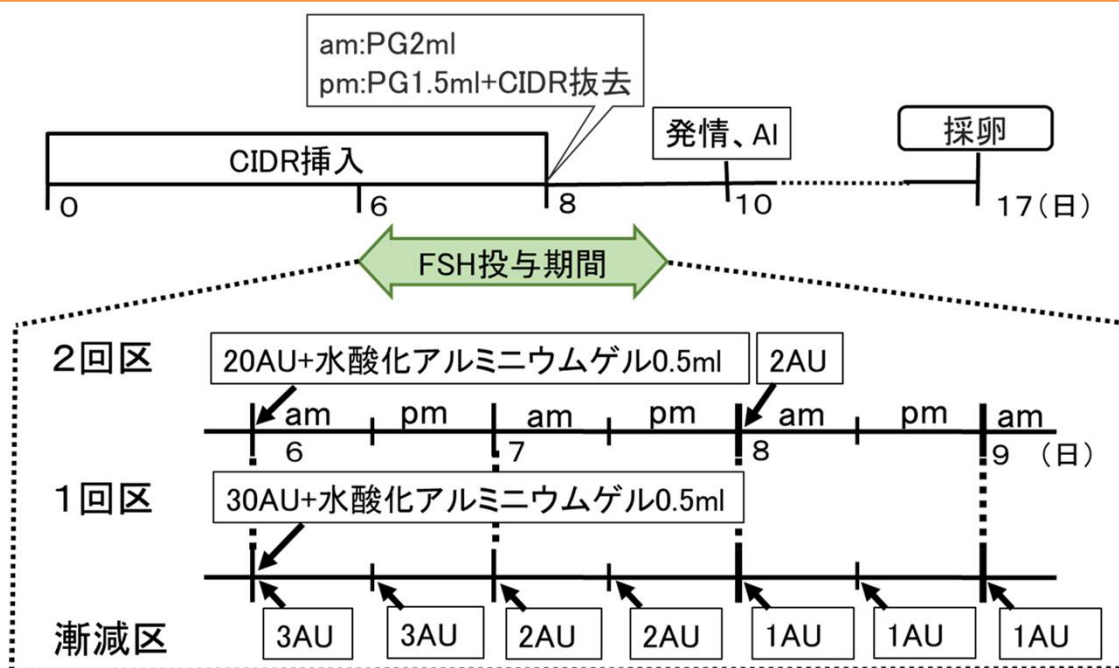 am:PG2ml
pm:PG1.5ml+CIDR抜去
発情、AI
採卵
CIDR挿入
0
6
8
10
17(日)
FSH投与期間
2回区
20AU+水酸化アルミニウムゲル0.5ml
2AU
am pm am pm am pm am
6 7 8 9 (日)
1回区
30AU+水酸化アルミニウムゲル0.5ml
漸減区
3AU 3AU 2AU 2AU 1AU 1AU 1AU